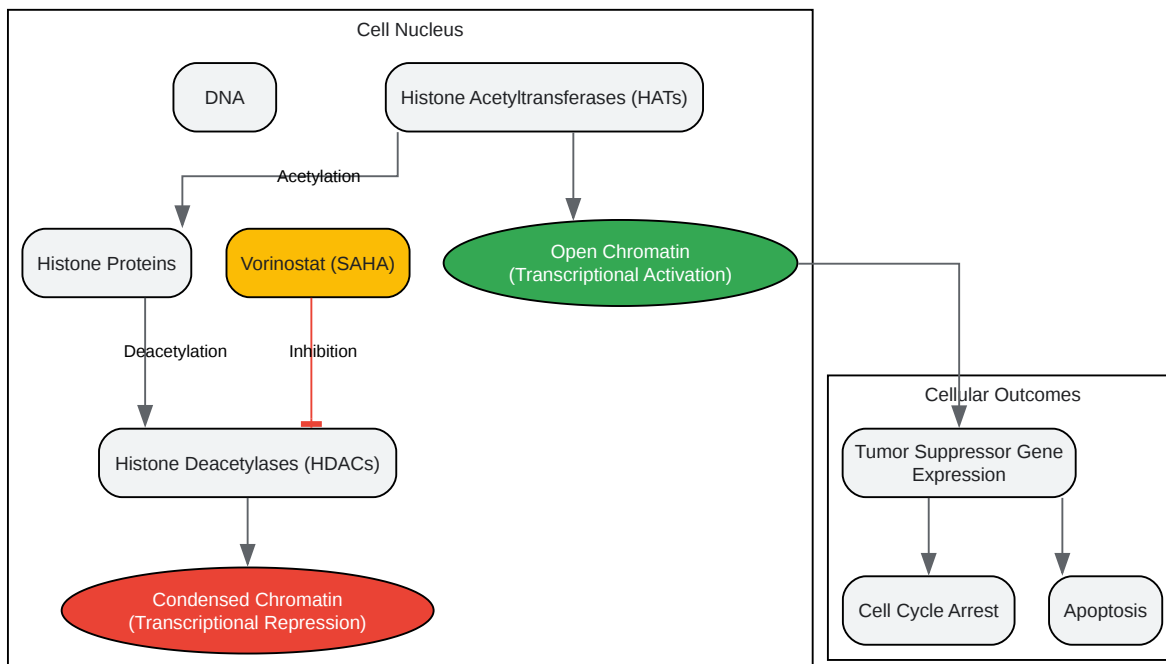 Cell Nucleus
DNA
Histone Acetyltransferases (HATs)
Acetylation
Histone Proteins
Vorinostat (SAHA)
Open Chromatin
(Transcriptional Activation)
Deacetylation
Inhibition
Cellular Outcomes
Histone Deacetylases (HDACs)
Tumor Suppressor Gene
Expression
Condensed Chromatin
(Transcriptional Repression)
Cell Cycle Arrest
Apoptosis